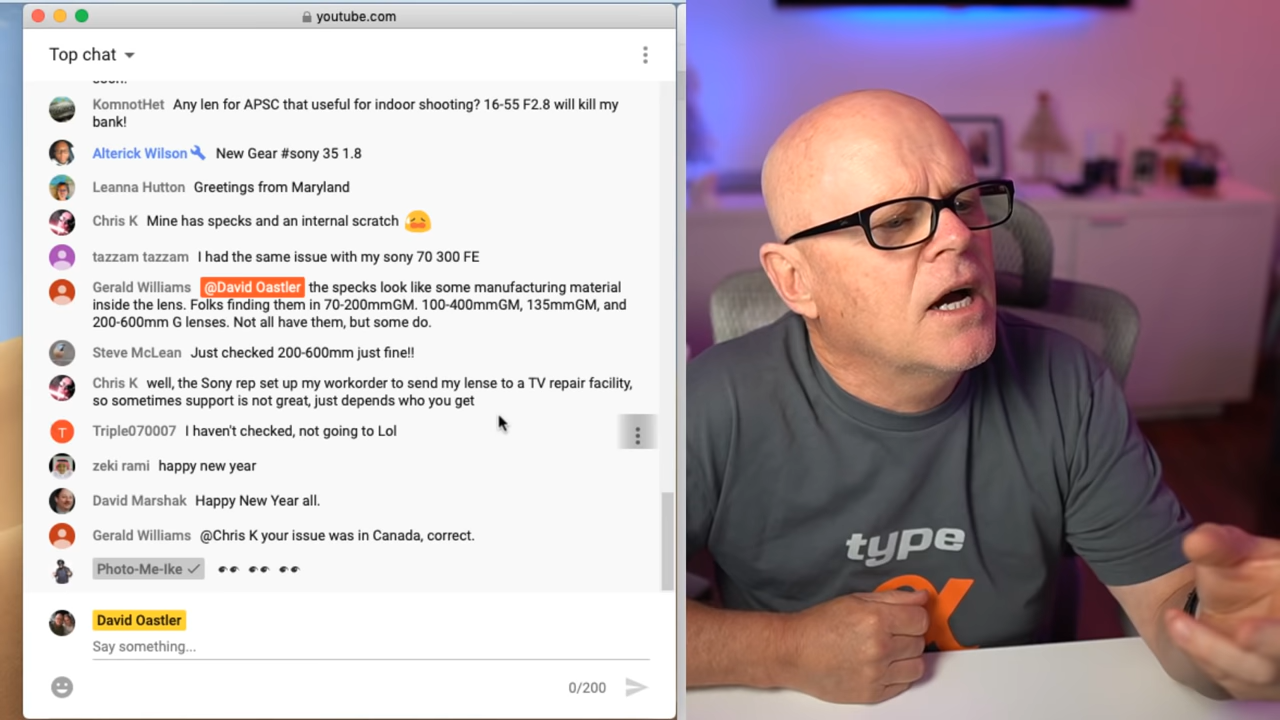 youtube.com
Top chat
soon!
KomnotHet Any len for APSC that useful for indoor shooting? 16-55 F2.8 will kill my
bank!
Alterick Wilson New Gear #sony 35 1.8
Leanna Hutton Greetings from Maryland
Chris K Mine has specks and an internal scratch
tazzam tazzam I had the same issue with my sony 70 300 FE
Gerald Williams @David Oastler the specks look like some manufacturing material
inside the lens. Folks finding them in 70-200mmGM. 100-400mmGM, 135mmGM, and
200-600mm G lenses. Not all have them, but some do.
Steve McLean Just checked 200-600mm just fine!!
Chris K well, the Sony rep set up my workorder to send my lense to a TV repair facility,
so sometimes support is not great, just depends who you get
T Triple070007 I haven't checked, not going to Lol
zeki rami happy new year
David Marshak Happy New Year all.
Gerald Williams @Chris K your issue was in Canada, correct.
Photo-Me-Ike
David Oastler
Say something...
0/200
type